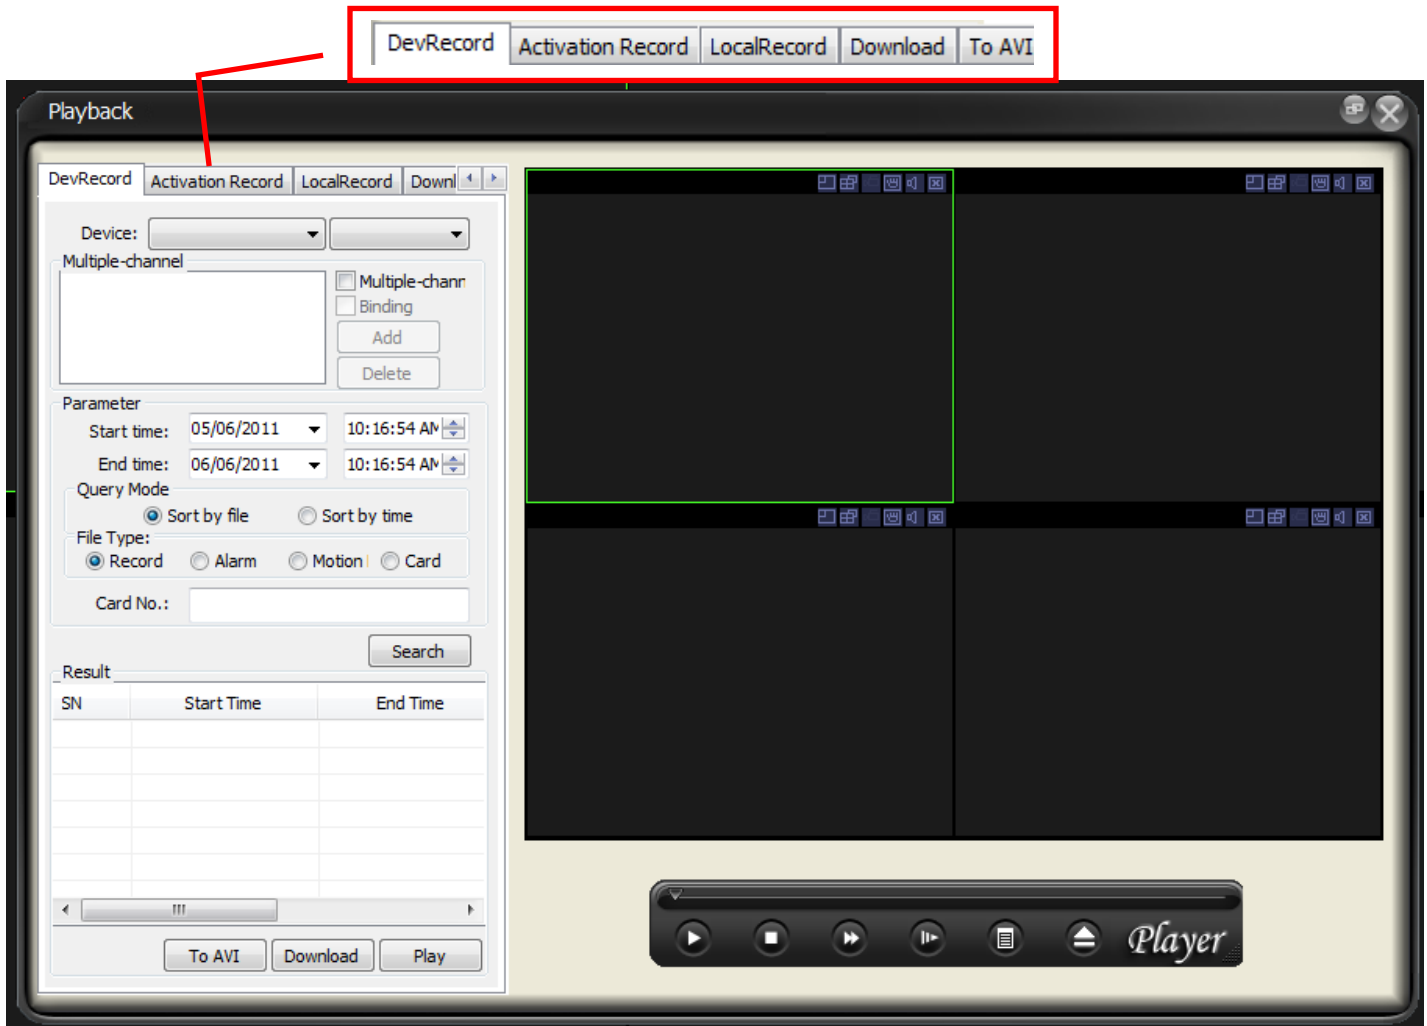 DevRecord Activation Record LocalRecord Download To AVI
Playback
DevRecord Activation Record LocalRecord Downl
Device:
Multiple-channel
Multiple-chann
Binding
Add
Delete
Parameter
Start time: 05/06/2011 10:16:54 AM
End time: 06/06/2011 10:16:54 AM
Query Mode
Sort by file Sort by time
File Type:
Record Alarm Motion Card
Card No.:
Search
Result
SN Start Time End Time
To AVI Download Play
Player